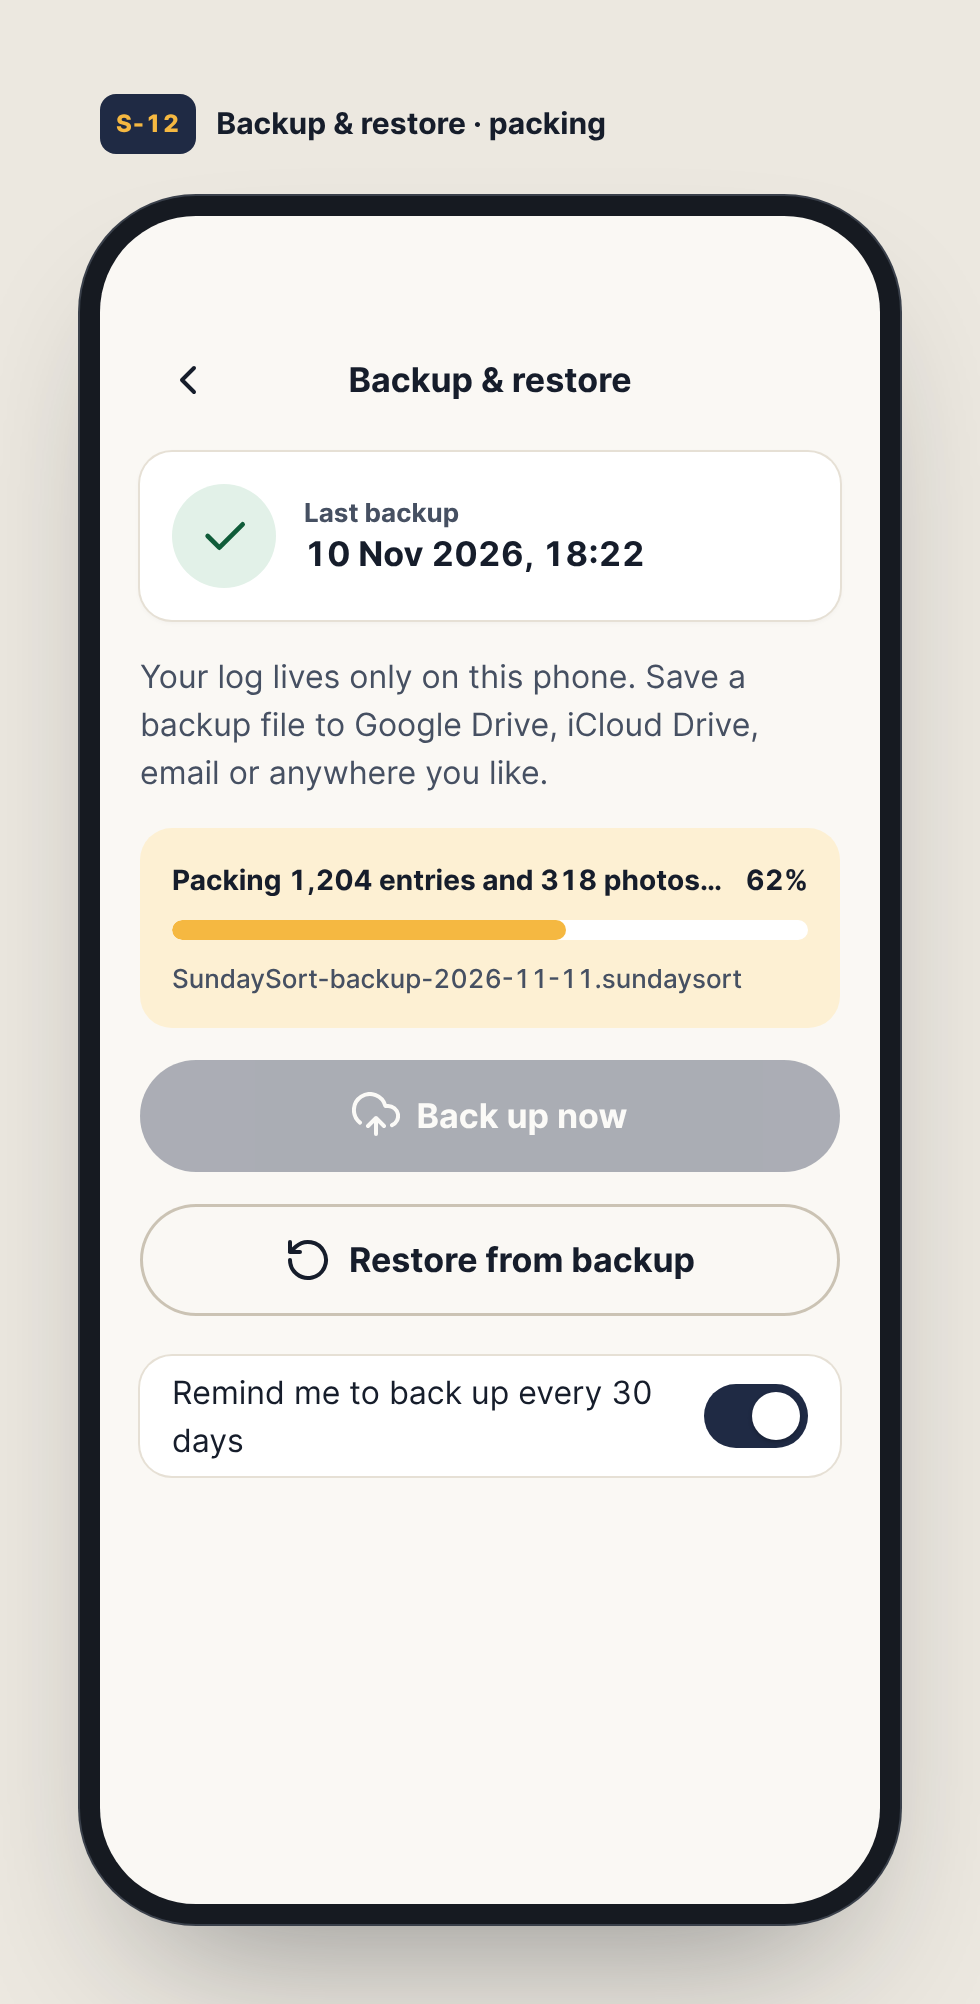 S-12
Backup & restore · packing
Backup & restore
Last backup
10 Nov 2026, 18:22
Your log lives only on this phone. Save a
backup file to Google Drive, iCloud Drive,
email or anywhere you like.
Packing 1,204 entries and 318 photos… 62%
SundaySort-backup-2026-11-11.sundaysort
Back up now
Restore from backup
Remind me to back up every 30
days